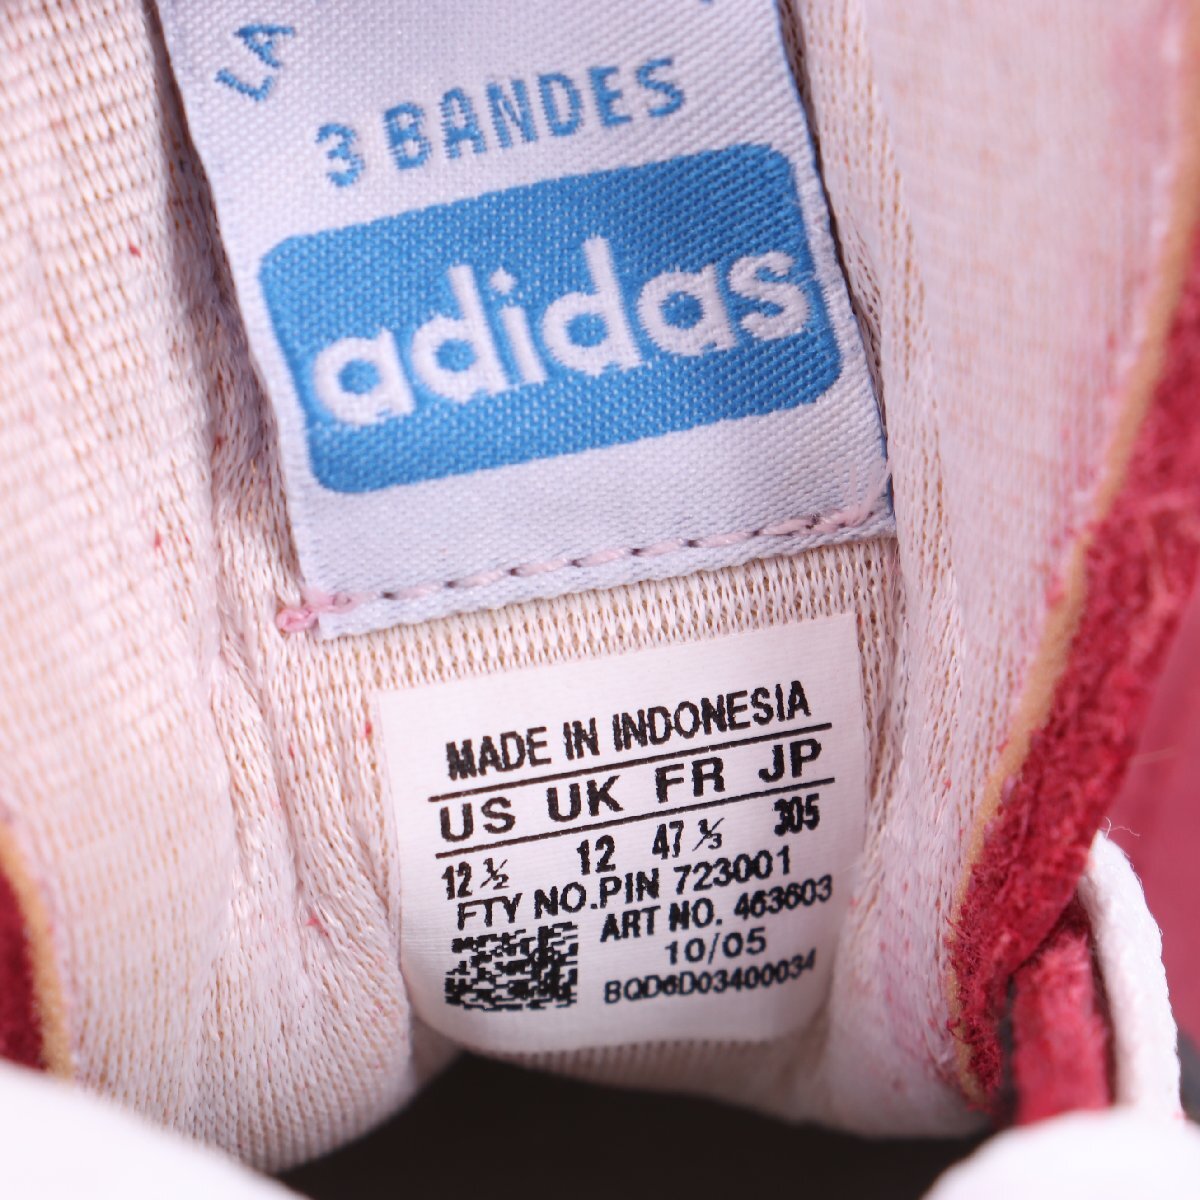 LA
3 BANDES
adidas
MADE IN INDONESIA
US UK FR JP
12 ½ 12 47 ⅓ 305
FTY NO.PIN 723001
ART NO. 463603
10/05
BQD6D03400034